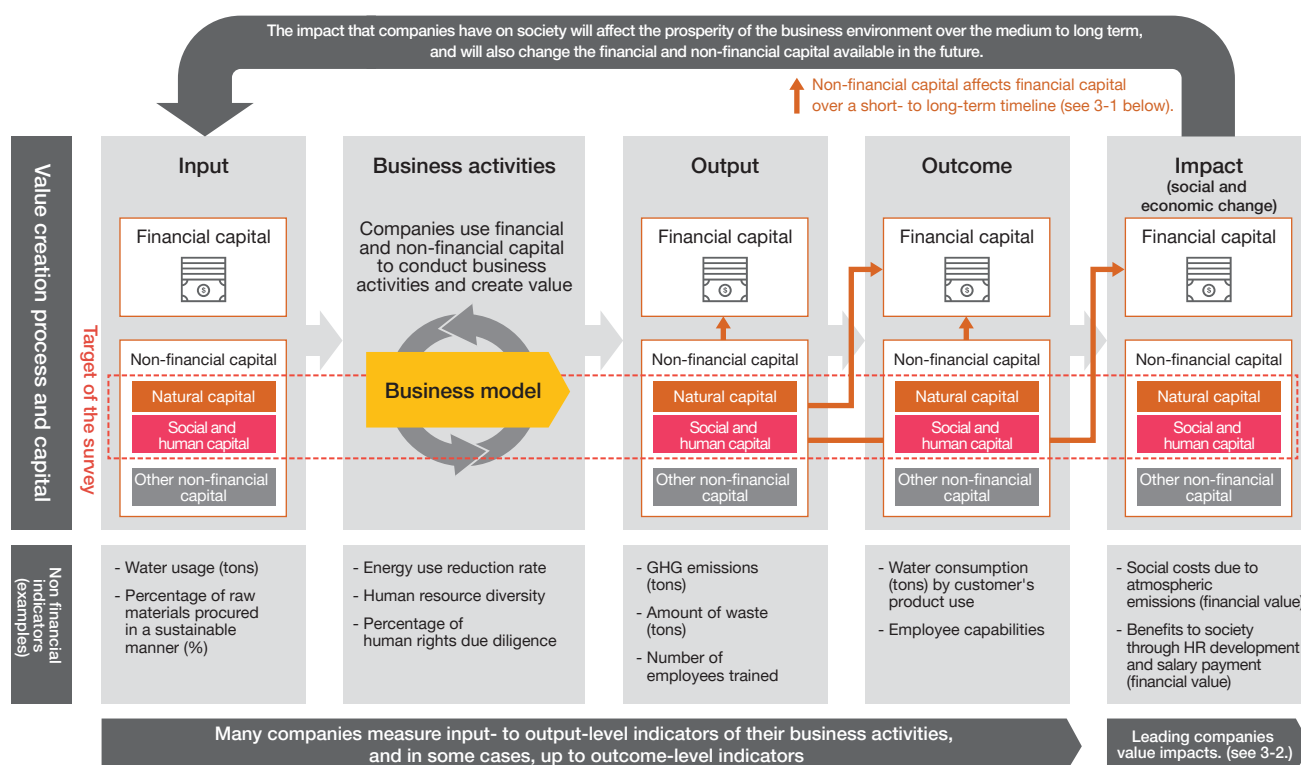 The impact that companies have on society will affect the prosperity of the business environment over the medium to long term,
and will also change the financial and non-financial capital available in the future.
Non-financial capital affects financial capital
over a short- to long-term timeline (see 3-1 below).
Value creation process and capital
Target of the survey
Input
Financial capital
$
Non-financial capital
Natural capital
Social and
human capital
Other non-financial
capital
Business activities
Companies use financial
and non-financial capital
to conduct business
activities and create value
Business model
Output
Financial capital
$
Non-financial capital
Natural capital
Social and
human capital
Other non-financial
capital
Outcome
Financial capital
$
Non-financial capital
Natural capital
Social and
human capital
Other non-financial
capital
Impact
(social and
economic change)
Financial capital
$
Non-financial capital
Natural capital
Social and
human capital
Other non-financial
capital
Non financial
indicators
(examples)
- Water usage (tons)
- Percentage of raw
materials procured
in a sustainable
manner (%)
- Energy use reduction rate
- Human resource diversity
- Percentage of
human rights due diligence
- GHG emissions
(tons)
- Amount of waste
(tons)
- Number of
employees trained
- Water consumption
(tons) by customer's
product use
- Employee capabilities
- Social costs due to
atmospheric
emissions (financial value)
- Benefits to society
through HR development
and salary payment
(financial value)
Many companies measure input- to output-level indicators of their business activities,
and in some cases, up to outcome-level indicators
Leading companies
value impacts. (see 3-2.)